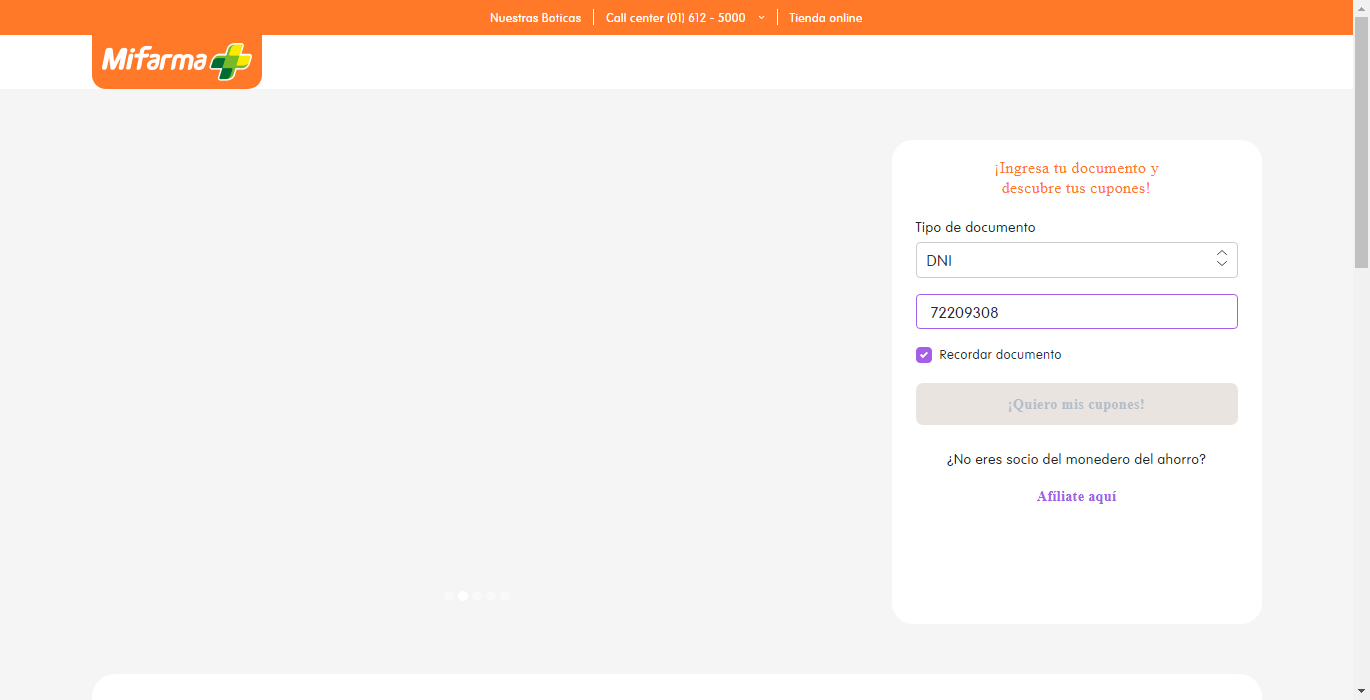 Nuestras Boticas
Call center (01) 612 - 5000
Tienda online
Mifarma
¡Ingresa tu documento y
descubre tus cupones!
Tipo de documento
DNI
72209308
Recordar documento
¡Quiero mis cupones!
¿No eres socio del monedero del ahorro?
Afíliate aquí